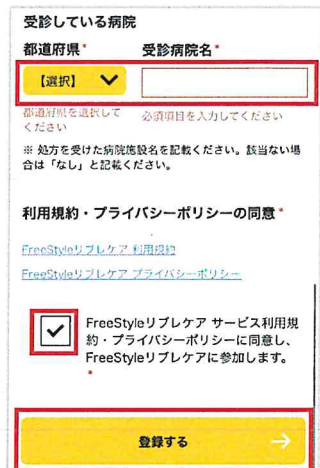 受診している病院
都道府県* 受診病院名*
【選択】
都道府県を選択して
ください
必須項目を入力してください
※ 処方を受けた病院施設名を記載ください。該当ない場
合は「なし」と記載ください。
利用規約・プライバシーポリシーの同意*
FreeStyleリブレケア 利用規約
FreeStyleリブレケア プライバシーポリシー
FreeStyleリブレケア サービス利用規
約・プライバシーポリシーに同意し、
FreeStyleリブレケアに参加します。
*
登録する →